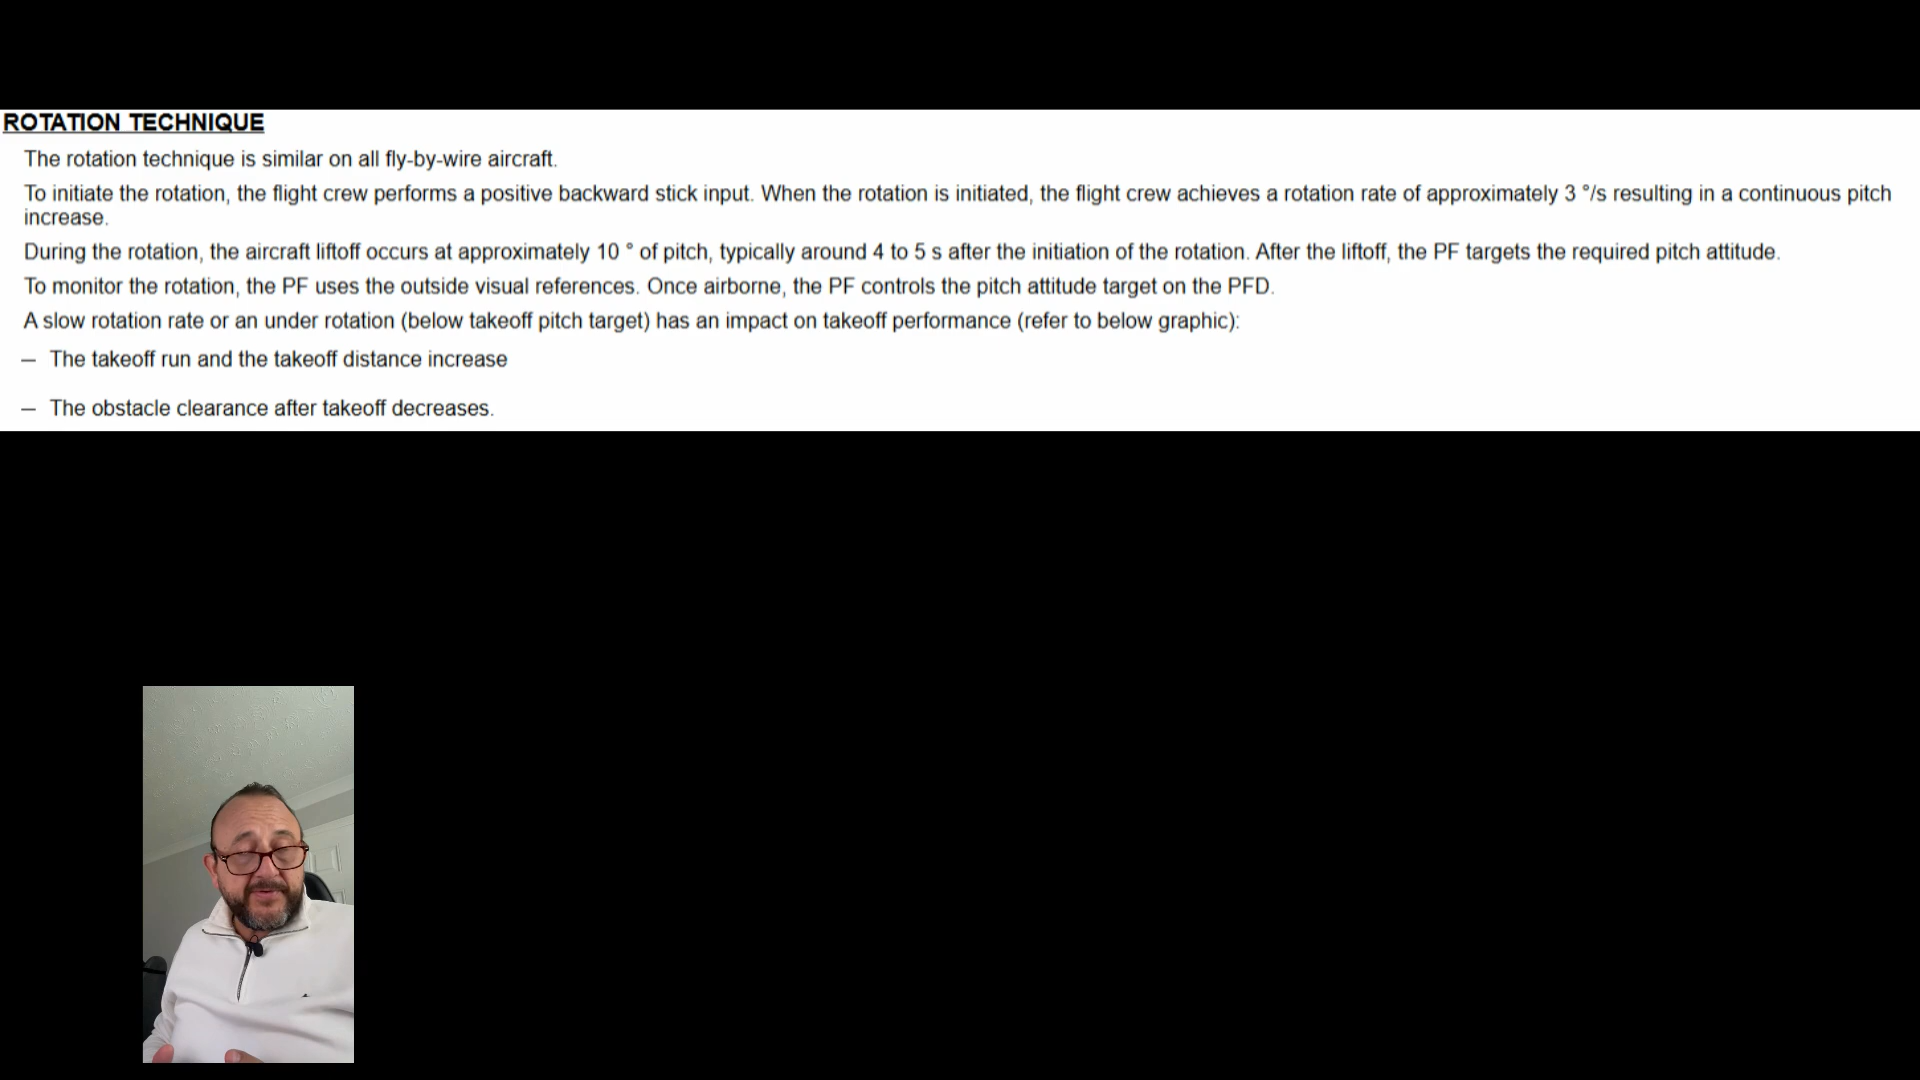 ROTATION TECHNIQUE
The rotation technique is similar on all fly-by-wire aircraft.
To initiate the rotation, the flight crew performs a positive backward stick input. When the rotation is initiated, the flight crew achieves a rotation rate of approximately 3 °/s resulting in a continuous pitch
increase.
During the rotation, the aircraft liftoff occurs at approximately 10 ° of pitch, typically around 4 to 5 s after the initiation of the rotation. After the liftoff, the PF targets the required pitch attitude.
To monitor the rotation, the PF uses the outside visual references. Once airborne, the PF controls the pitch attitude target on the PFD.
A slow rotation rate or an under rotation (below takeoff pitch target) has an impact on takeoff performance (refer to below graphic):
– The takeoff run and the takeoff distance increase
– The obstacle clearance after takeoff decreases.